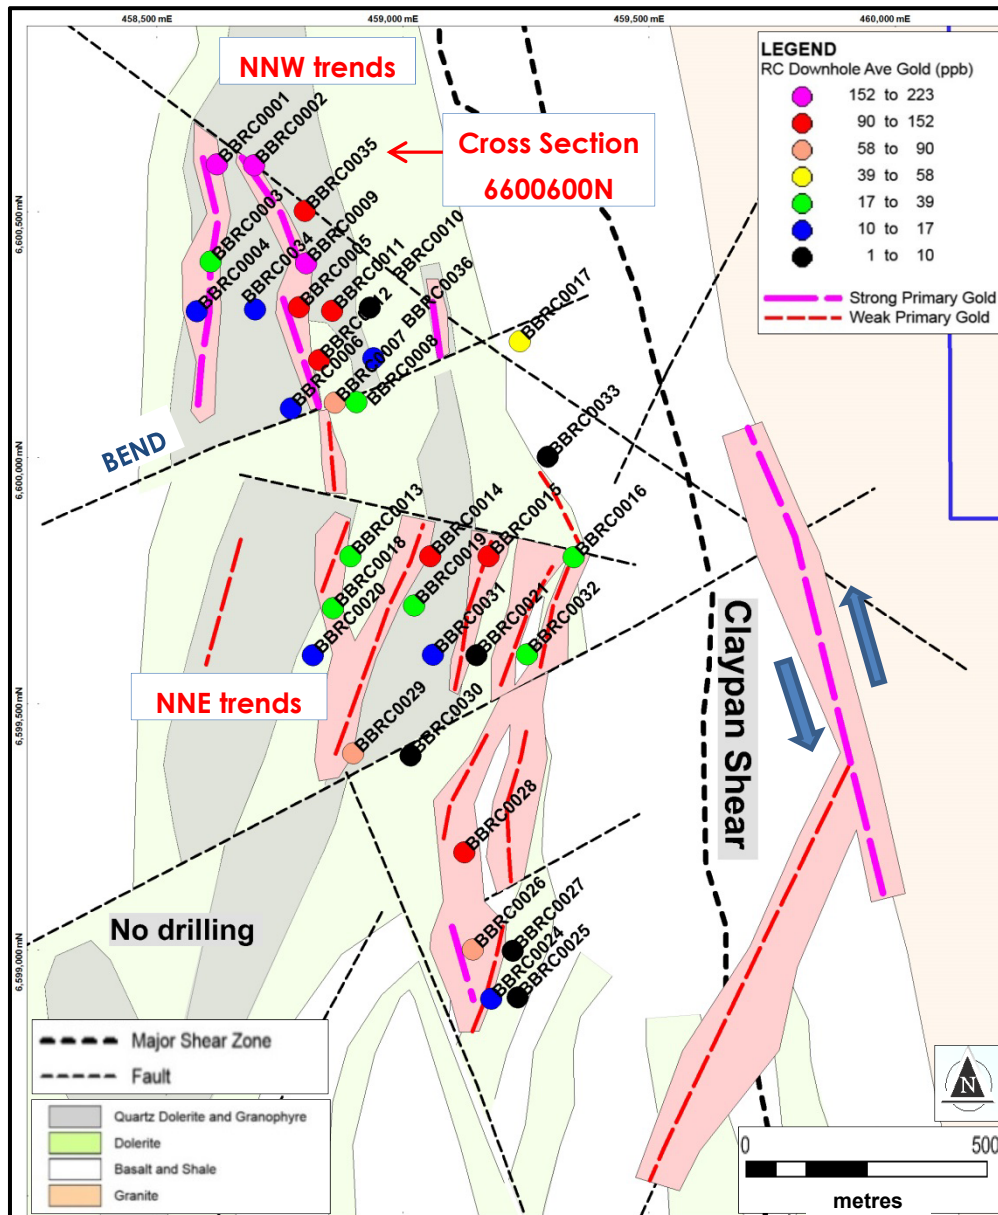 458,500 mE
459,000 mE
459,500 mE
460,000 mE
LEGEND
RC Downhole Ave Gold (ppb)
152 to 223
90 to 152
58 to 90
39 to 58
17 to 39
10 to 17
1 to 10
Strong Primary Gold
Weak Primary Gold
NNW trends
Cross Section
6600600N
BBRC0001
BBRC0002
BBRC0035
BBRC0003
BBRC0009
BBRC0004
BBRC0034
BBRC0005
BBRC0011
BBRC0010
12
BBRC0036
BBRC0006
BBRC0007
BBRC0008
BBRC0017
BBRC0033
6,600,500 mN
6,600,000 mN
6,599,500 mN
6,599,000 mN
BEND
BBRC0013
BBRC0014
BBRC0015
BBRC0016
BBRC0018
BBRC0019
BBRC0020
BBRC0031
BBRC0021
BBRC0032
NNE trends
BBRC0029
BBRC0030
BBRC0028
Claypan Shear
No drilling
BBRC0026
BBRC0027
BBRC0024
BBRC0025
Major Shear Zone
Fault
Quartz Dolerite and Granophyre
Dolerite
Basalt and Shale
Granite
N
0
500
metres